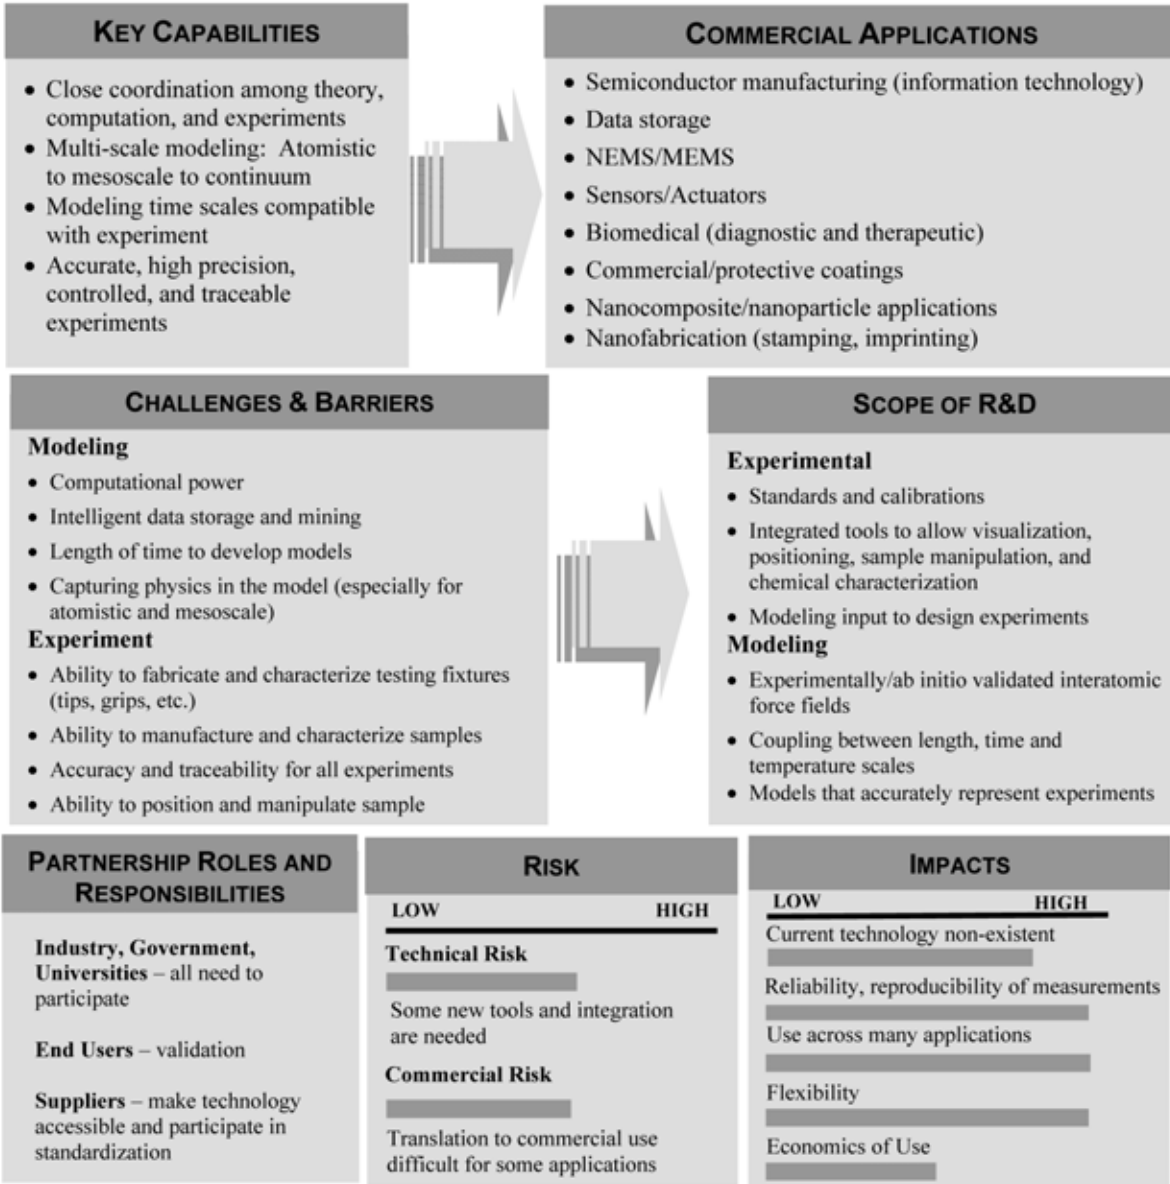 KEY CAPABILITIES
• Close coordination among theory,
computation, and experiments
• Multi-scale modeling: Atomistic
to mesoscale to continuum
• Modeling time scales compatible
with experiment
• Accurate, high precision,
controlled, and traceable
experiments
COMMERCIAL APPLICATIONS
• Semiconductor manufacturing (information technology)
• Data storage
• NEMS/MEMS
• Sensors/Actuators
• Biomedical (diagnostic and therapeutic)
• Commercial/protective coatings
• Nanocomposite/nanoparticle applications
• Nanofabrication (stamping, imprinting)
CHALLENGES & BARRIERS
Modeling
• Computational power
• Intelligent data storage and mining
• Length of time to develop models
• Capturing physics in the model (especially for
atomistic and mesoscale)
Experiment
• Ability to fabricate and characterize testing fixtures
(tips, grips, etc.)
• Ability to manufacture and characterize samples
• Accuracy and traceability for all experiments
• Ability to position and manipulate sample
SCOPE OF R&D
Experimental
• Standards and calibrations
• Integrated tools to allow visualization,
positioning, sample manipulation, and
chemical characterization
• Modeling input to design experiments
Modeling
• Experimentally/ab initio validated interatomic
force fields
• Coupling between length, time and
temperature scales
• Models that accurately represent experiments
PARTNERSHIP ROLES AND
RESPONSIBILITIES
Industry, Government,
Universities – all need to
participate
End Users – validation
Suppliers – make technology
accessible and participate in
standardization
RISK
LOW HIGH
Technical Risk
Some new tools and integration
are needed
Commercial Risk
Translation to commercial use
difficult for some applications
IMPACTS
LOW HIGH
Current technology non-existent
Reliability, reproducibility of measurements
Use across many applications
Flexibility
Economics of Use